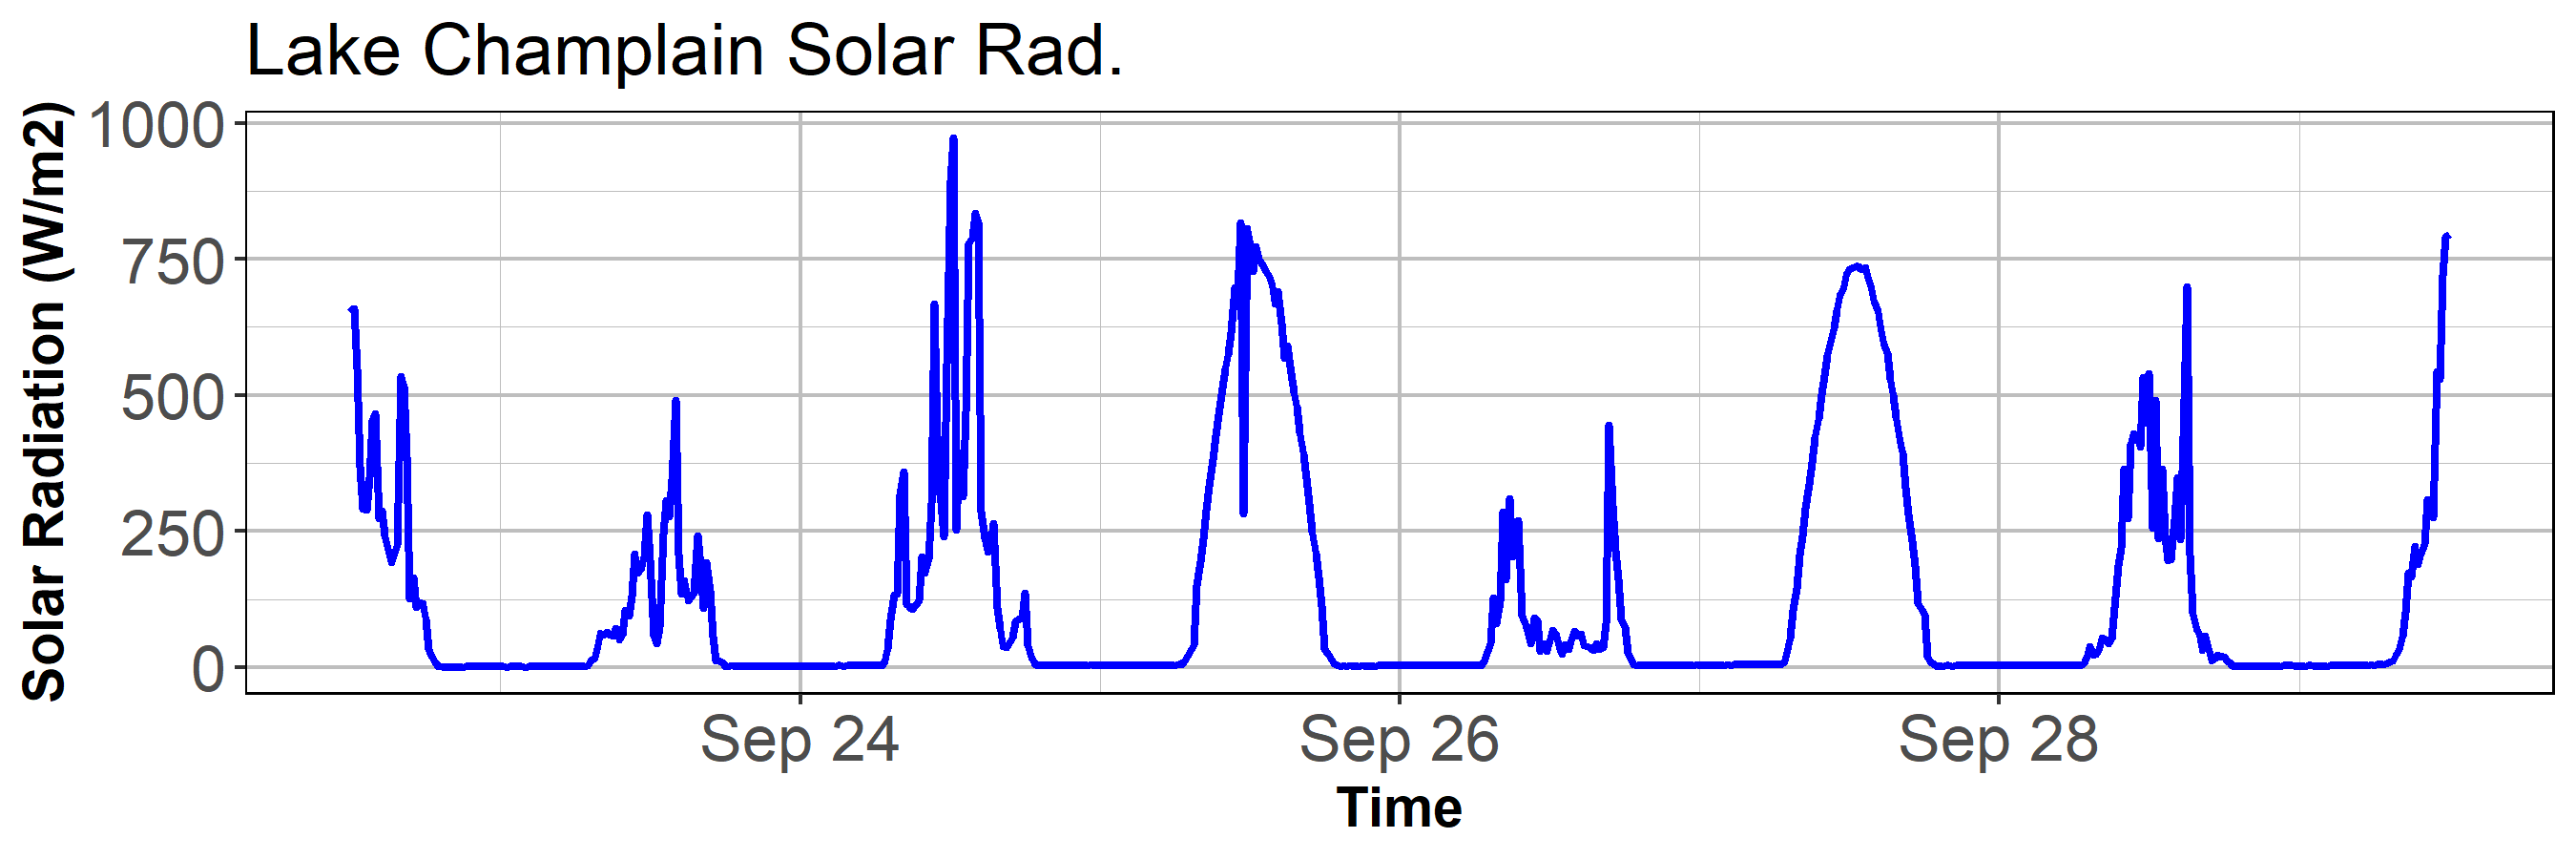 Lake Champlain Solar Rad.
Solar Radiation (W/m2)
1000
750
500
250
0
Sep 24 Sep 26 Sep 28
Time